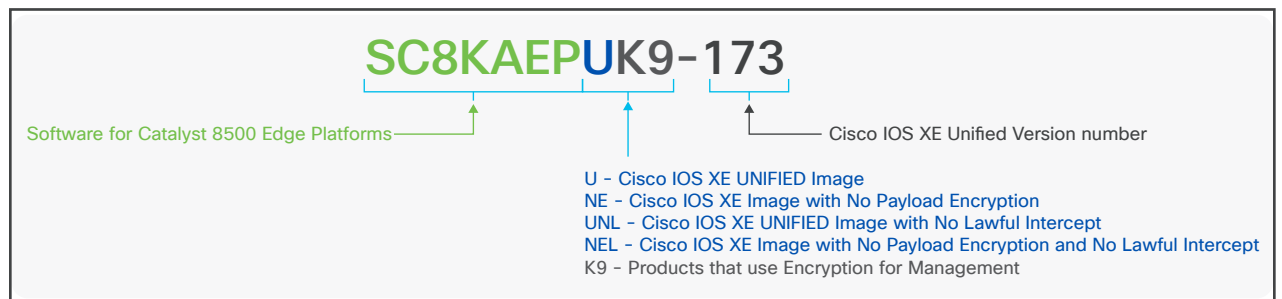 SC8KAEPUK9-173
Software for Catalyst 8500 Edge Platforms
Cisco IOS XE Unified Version number
U - Cisco IOS XE UNIFIED Image
NE - Cisco IOS XE Image with No Payload Encryption
UNL - Cisco IOS XE UNIFIED Image with No Lawful Intercept
NEL - Cisco IOS XE Image with No Payload Encryption and No Lawful Intercept
K9 - Products that use Encryption for Management